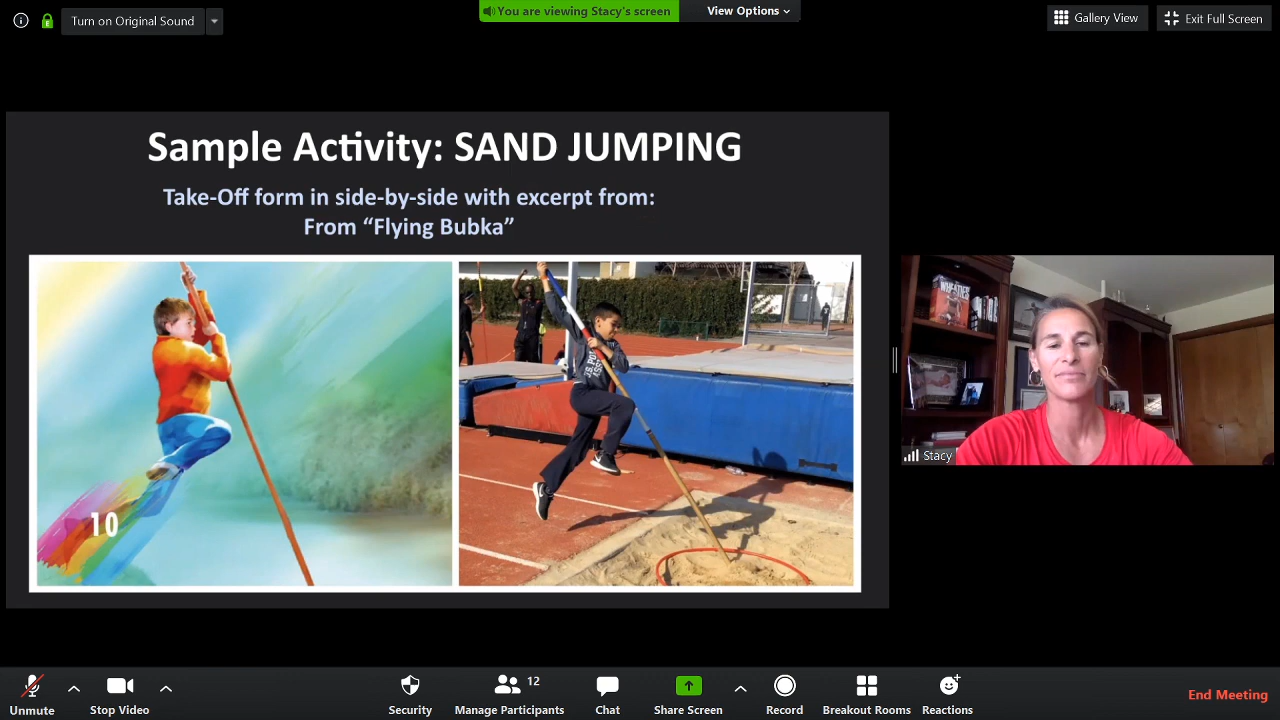 Turn on Original Sound
You are viewing Stacy's screen
View Options
Gallery View
Exit Full Screen
Sample Activity: SAND JUMPING
Take-Off form in side-by-side with excerpt from:
From “Flying Bubka”
10
WHEATIES
Stacy
Unmute
Stop Video
Security
Manage Participants
12
Chat
Share Screen
Record
Breakout Rooms
Reactions
End Meeting